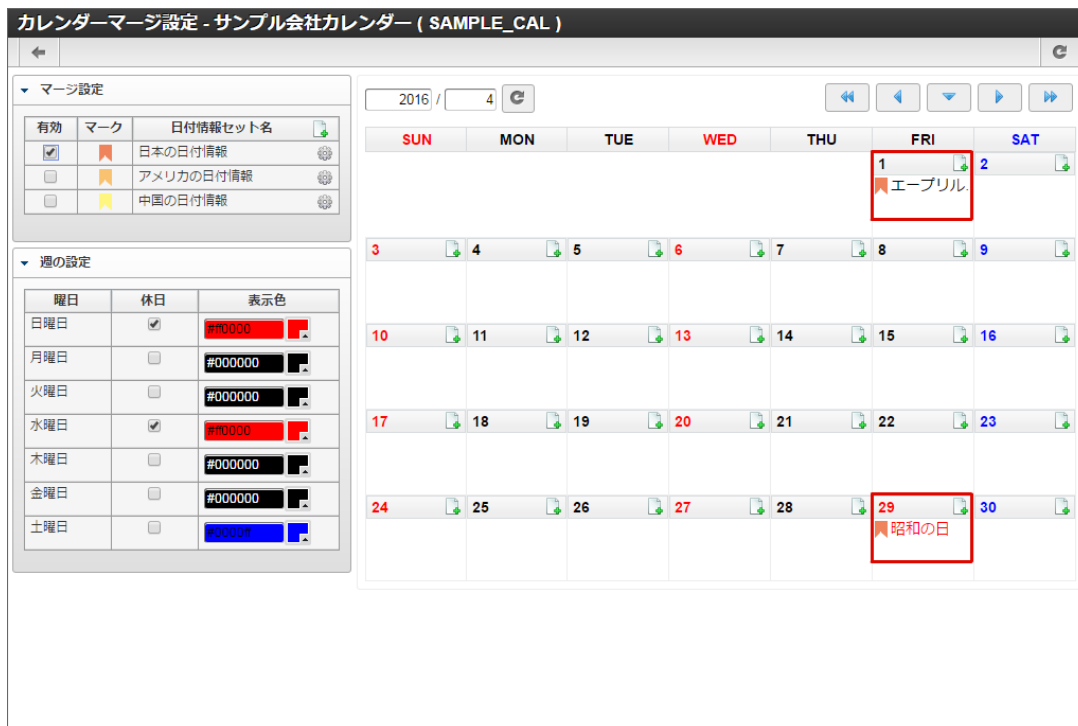 カレンダーマージ設定 - サンプル会社カレンダー ( SAMPLE_CAL )
マージ設定
有効 マーク 日付情報セット名
日本の日付情報
アメリカの日付情報
中国の日付情報
週の設定
曜日 休日 表示色
日曜日 #ff0000
月曜日 #000000
火曜日 #000000
水曜日 #ff0000
木曜日 #000000
金曜日 #000000
土曜日 #0000ff
2016 / 4
SUN MON TUE WED THU FRI SAT
1 2
エープリル.
3 4 5 6 7 8 9
10 11 12 13 14 15 16
17 18 19 20 21 22 23
24 25 26 27 28 29 30
昭和の日